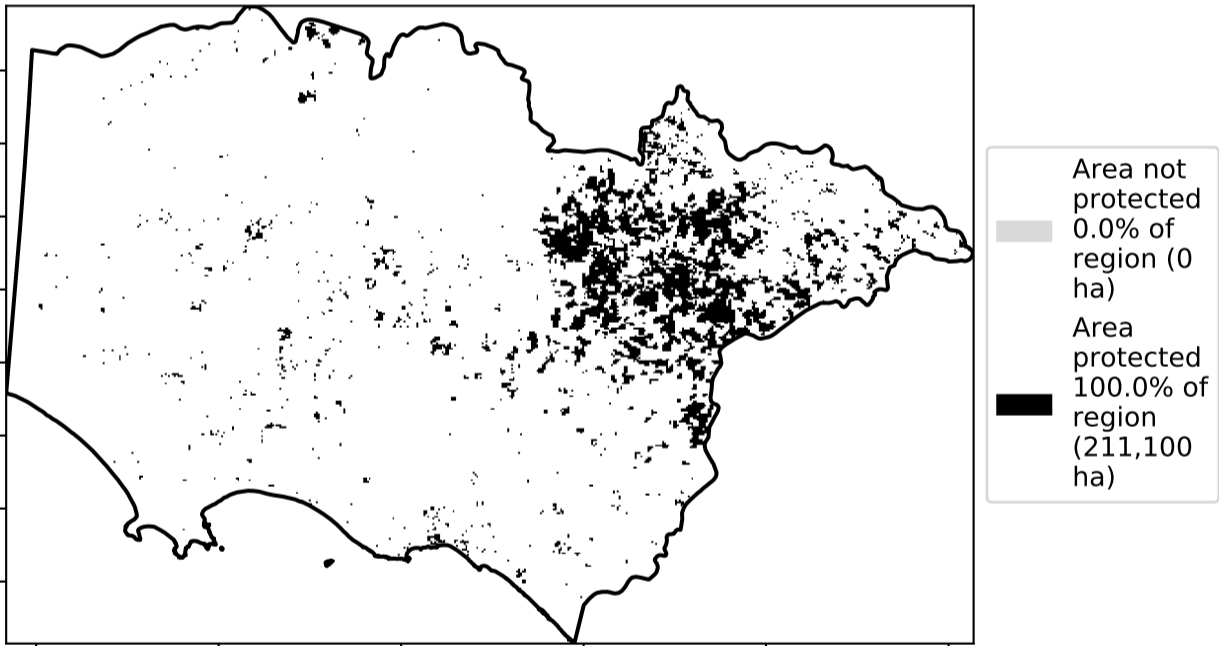 Area not
protected
0.0% of
region (0
ha)
Area
protected
100.0% of
region
(211,100
ha)